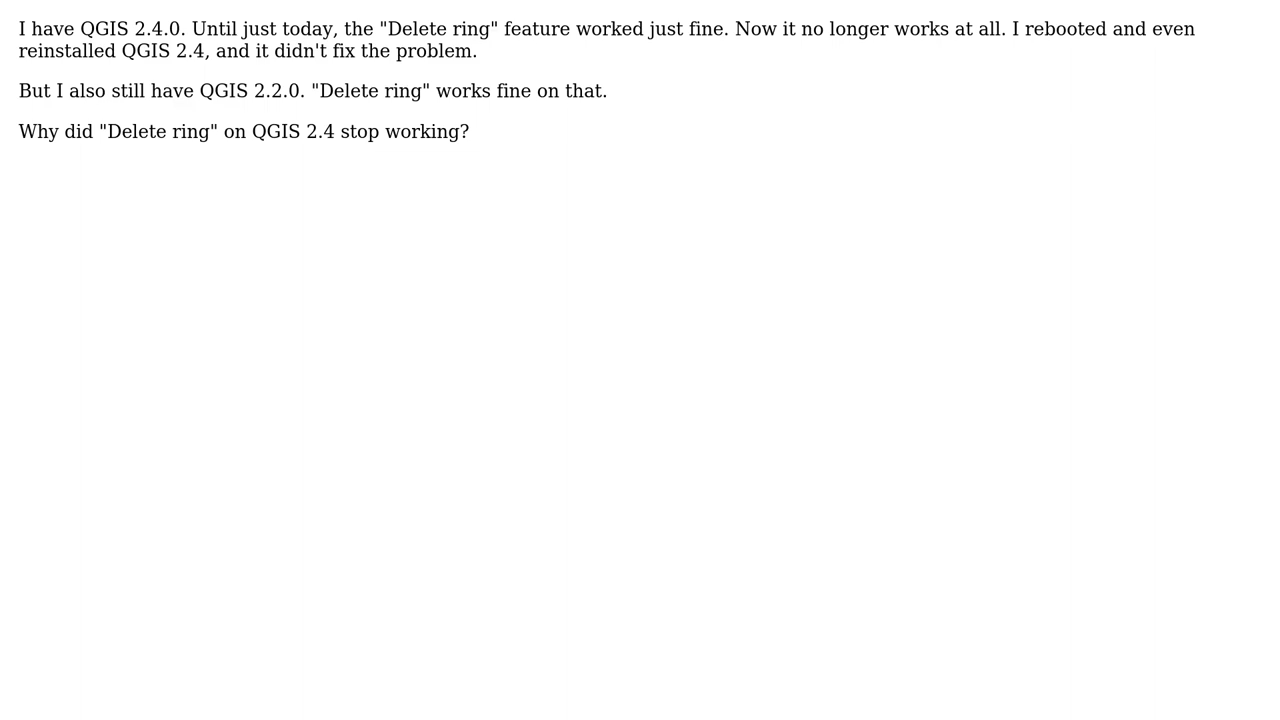 I have QGIS 2.4.0. Until just today, the "Delete ring" feature worked just fine. Now it no longer works at all. I rebooted and even
reinstalled QGIS 2.4, and it didn't fix the problem.
But I also still have QGIS 2.2.0. "Delete ring" works fine on that.
Why did "Delete ring" on QGIS 2.4 stop working?